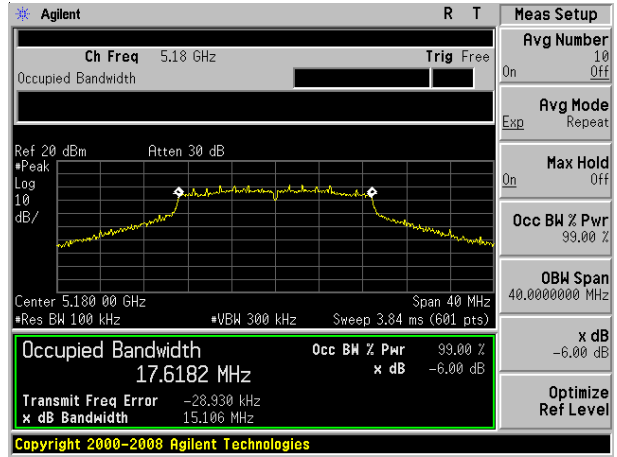 Agilent R T
Ch Freq 5.18 GHz Trig Free
Occupied Bandwidth
Ref 20 dBm Atten 30 dB
#Peak
Log
10
dB/
Center 5.180 00 GHz Span 40 MHz
#Res BW 100 kHz #VBW 300 kHz Sweep 3.84 ms (601 pts)
Occupied Bandwidth Occ BW % Pwr 99.00 %
17.6182 MHz x dB -6.00 dB
Transmit Freq Error -28.930 kHz
x dB Bandwidth 15.106 MHz
Copyright 2000-2008 Agilent Technologies
Meas Setup
Avg Number
10
On Off
Avg Mode
Exp Repeat
Max Hold
On Off
Occ BW % Pwr
99.00 %
OBW Span
40.0000000 MHz
x dB
-6.00 dB
Optimize
Ref Level